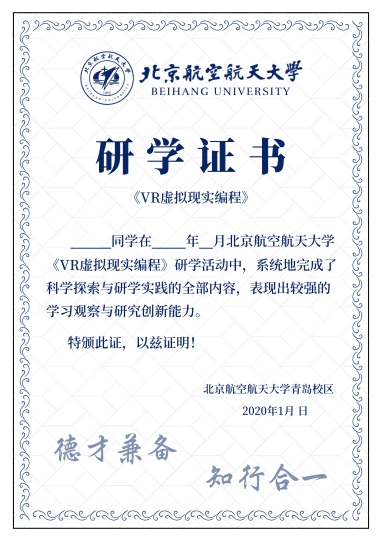 北京航空航天大学
BEIHANG UNIVERSITY
研学证书
《VR虚拟现实编程》
______同学在_____年__月北京航空航天大学
《VR虚拟现实编程》研学活动中，系统地完成了
科学探索与研学实践的全部内容，表现出较强的
学习观察与研究创新能力。
特颁此证，以兹证明！
北京航空航天大学青岛校区
2020年1月 日
德才兼备
知行合一